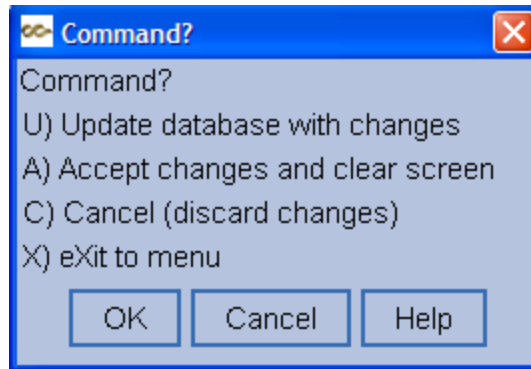 Command?
Command?
U) Update database with changes
A) Accept changes and clear screen
C) Cancel (discard changes)
X) eXit to menu
OK Cancel Help